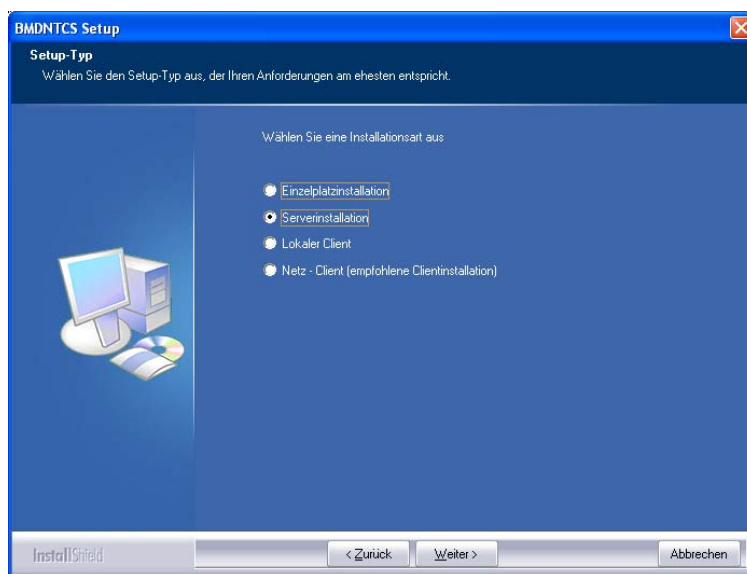 BMDNTCS Setup
Setup-Typ
Wählen Sie den Setup-Typ aus, der Ihren Anforderungen am ehesten entspricht.
Wählen Sie eine Installationsart aus
Einzelplatzinstallation
Serverinstallation
Lokaler Client
Netz - Client (empfohlene Clientinstallation)
InstallShield
< Zurück
Weiter >
Abbrechen